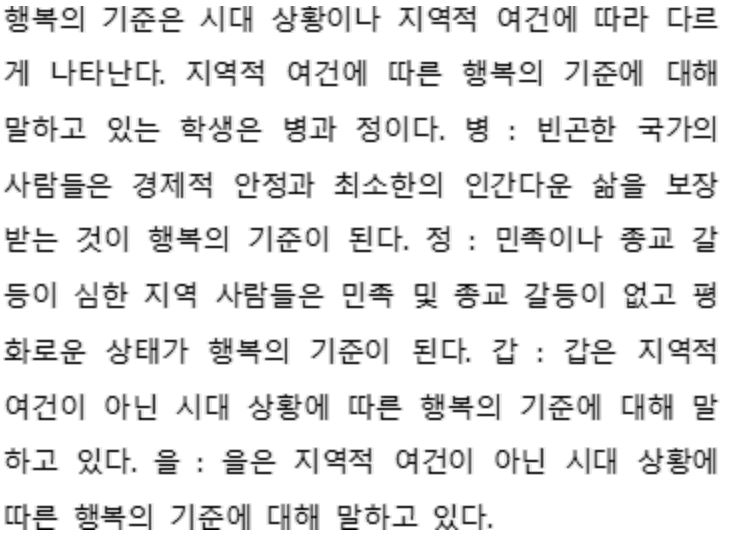 행복의 기준은 시대 상황이나 지역적 여건에 따라 다르
게 나타난다. 지역적 여건에 따른 행복의 기준에 대해
말하고 있는 학생은 병과 정이다. 병 : 빈곤한 국가의
사람들은 경제적 안정과 최소한의 인간다운 삶을 보장
받는 것이 행복의 기준이 된다. 정 : 민족이나 종교 갈
등이 심한 지역 사람들은 민족 및 종교 갈등이 없고 평
화로운 상태가 행복의 기준이 된다. 갑 : 갑은 지역적
여건이 아닌 시대 상황에 따른 행복의 기준에 대해 말
하고 있다. 을 : 을은 지역적 여건이 아닌 시대 상황에
따른 행복의 기준에 대해 말하고 있다.